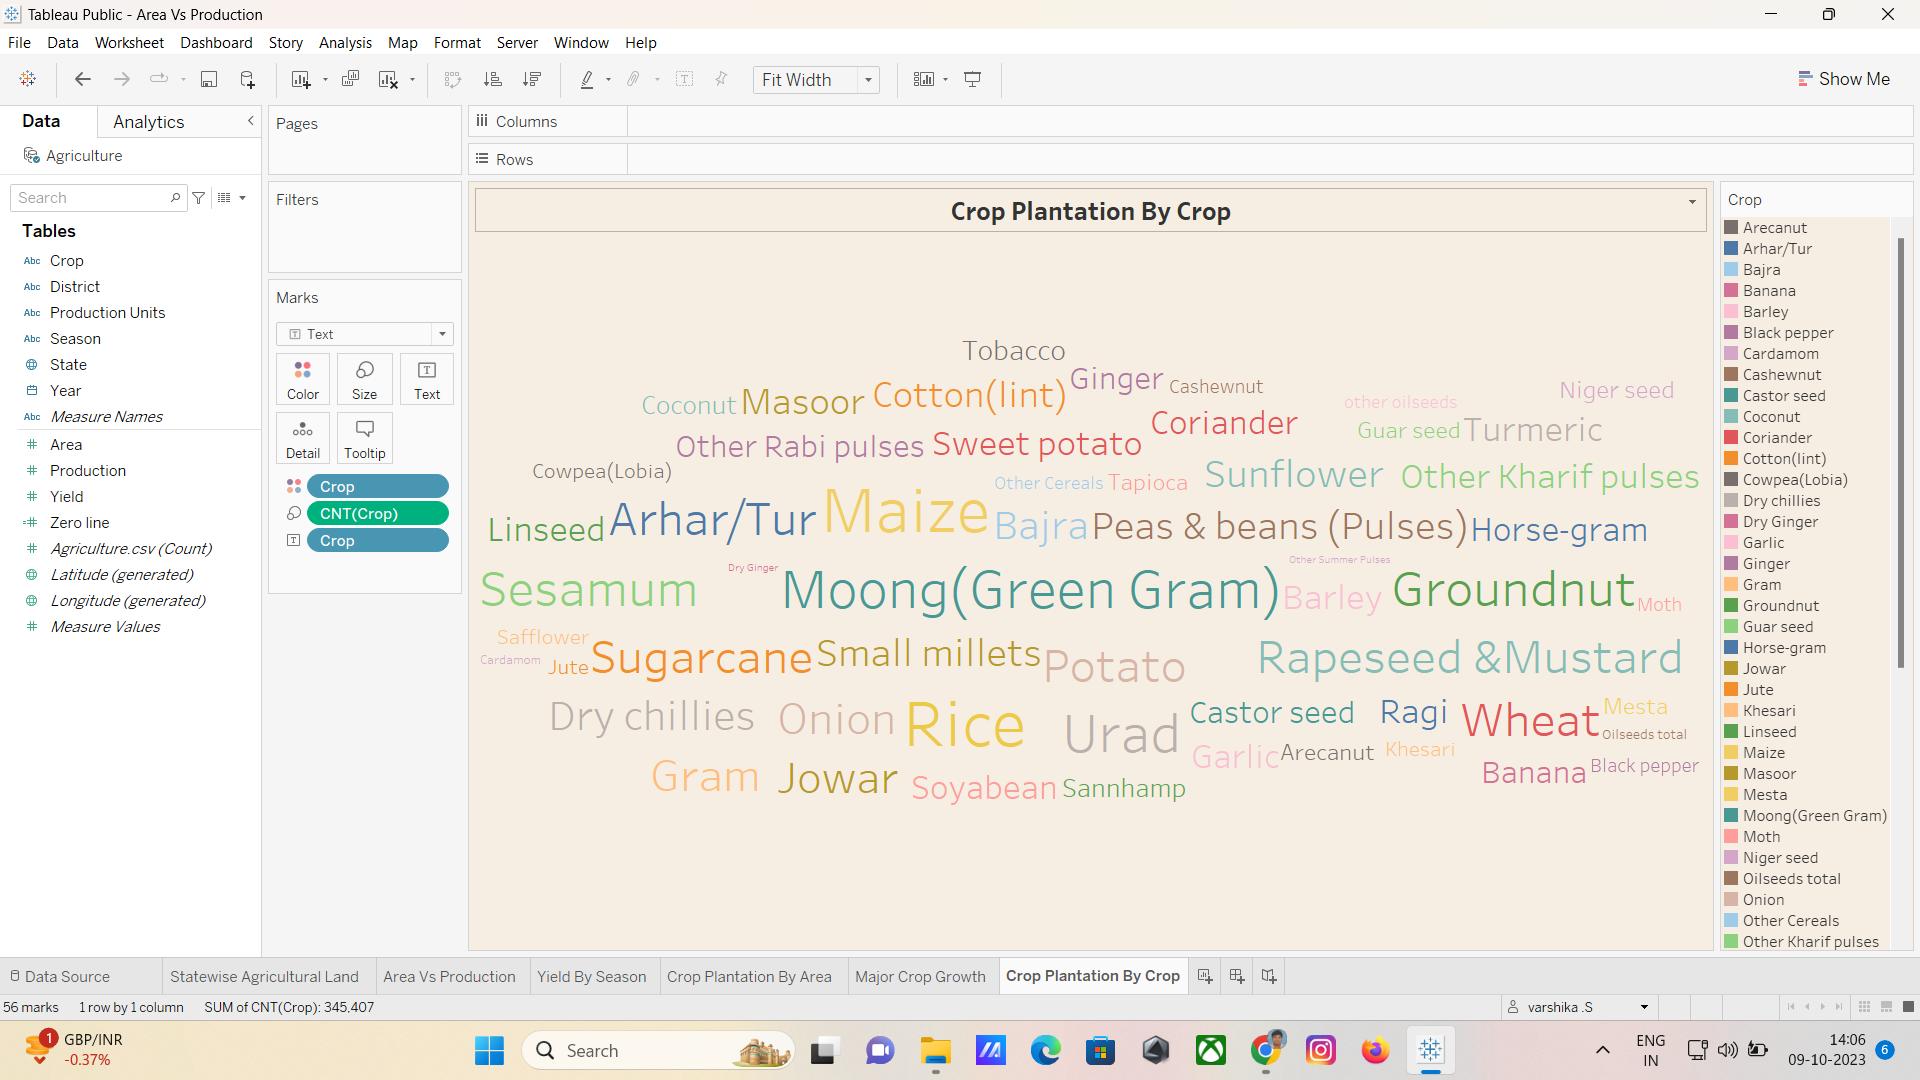 Tableau Public - Area Vs Production
File Data Worksheet Dashboard Story Analysis Map Format Server Window Help
Fit Width
Show Me
Data Analytics
Agriculture
Search
Tables
Abc Crop
Abc District
Abc Production Units
Abc Season
State
Year
Abc Measure Names
Area
Production
Yield
Zero line
Agriculture.csv (Count)
Latitude (generated)
Longitude (generated)
Measure Values
Pages
Filters
Marks
Text
Color Size Text
Detail Tooltip
Crop
CNT(Crop)
Crop
Columns
Rows
Crop Plantation By Crop
Tobacco
Coconut Masoor Cotton(lint) Ginger Cashewnut Niger seed
other oilseeds
Other Rabi pulses Sweet potato Coriander Guar seed Turmeric
Cowpea(Lobia) Other Cereals Tapioca Sunflower Other Kharif pulses
Linseed Arhar/Tur Maize Bajra Peas & beans (Pulses) Horse-gram
Dry Ginger Other Summer Pulses
Sesamum Moong(Green Gram) Barley Groundnut Moth
Safflower
Cardamom Jute Sugarcane Small millets Potato Rapeseed &Mustard
Dry chillies Onion Rice Urad Castor seed Ragi Wheat Mesta
Oilseeds total
Garlic Arecanut Khesari
Gram Jowar Soyabean Sannhamp Banana Black pepper
Crop
Arecanut
Arhar/Tur
Bajra
Banana
Barley
Black pepper
Cardamom
Cashewnut
Castor seed
Coconut
Coriander
Cotton(lint)
Cowpea(Lobia)
Dry chillies
Dry Ginger
Garlic
Ginger
Gram
Groundnut
Guar seed
Horse-gram
Jowar
Jute
Khesari
Linseed
Maize
Masoor
Mesta
Moong(Green Gram)
Moth
Niger seed
Oilseeds total
Onion
Other Cereals
Other Kharif pulses
Data Source Statewise Agricultural Land Area Vs Production Yield By Season Crop Plantation By Area Major Crop Growth Crop Plantation By Crop
56 marks 1 row by 1 column SUM of CNT(Crop): 345,407 varshika .S
1 GBP/INR
-0.37%
Search
ENG
IN
14:06
09-10-2023
6